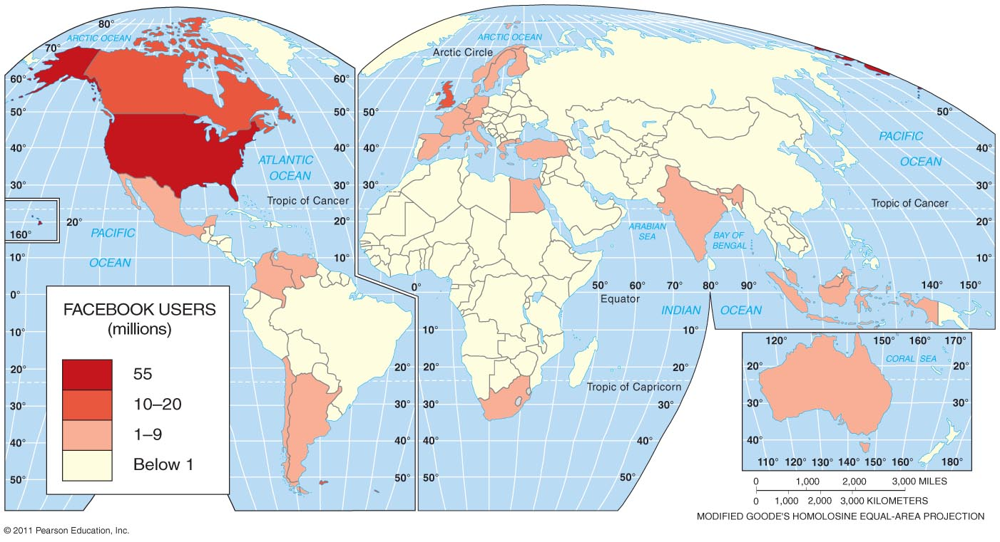 80°
ARCTIC OCEAN
70°
60°
60°
50°
50°
40°
40°
ATLANTIC
OCEAN
30°
30°
Tropic of Cancer
20°
20°
160°
PACIFIC
OCEAN
10°
10°
0°
10°
20°
30°
40°
50°
20°
30°
40°
50°
FACEBOOK USERS
(millions)
55
10–20
1–9
Below 1
ARCTIC OCEAN
Arctic Circle
50°
50°
40°
40°
30°
30°
PACIFIC
OCEAN
Tropic of Cancer
20°
10°
ARABIAN
SEA
BAY OF
BENGAL
0°
50°
60°
70°
80°
90°
140°
150°
Equator
INDIAN
OCEAN
10°
10°
20°
20°
Tropic of Capricorn
30°
30°
40°
40°
50°
50°
120°
150°
160°
170°
CORAL SEA
20°
20°
30°
30°
40°
110°
120°
130°
140°
150°
160°
180°
0 1,000 2,000 3,000 MILES
0 1,000 2,000 3,000 KILOMETERS
MODIFIED GOODE'S HOMOLOSINE EQUAL-AREA PROJECTION
© 2011 Pearson Education, Inc.